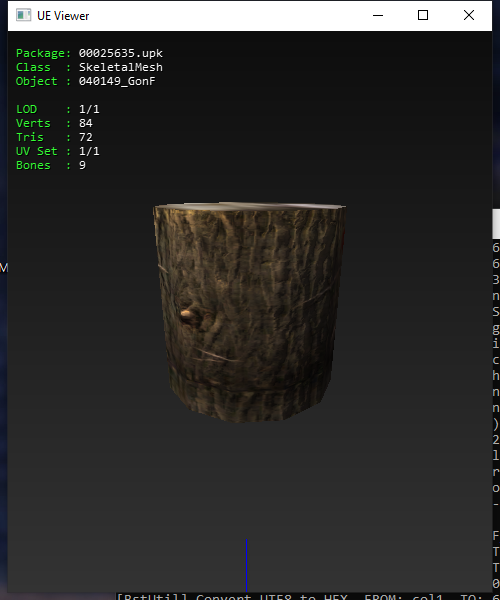 UE Viewer
Package: 00025635.upk
Class : SkeletalMesh
Object : 040149_GonF
LOD : 1/1
Verts : 84
Tris : 72
UV Set : 1/1
Bones : 9
M
6
6
3
n
S
g
i
c
h
n
n
)
2
l
r
o
-
F
T
T
0
[BstUtil] Convert UTF8 to HEX. FROM: col1. TO: 6